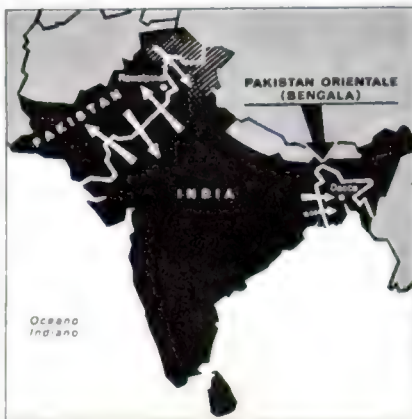 PAKISTAN ORIENTALE
(BENGALA)
PAKISTAN
INDIA
Dacca
Oceano
Indiano